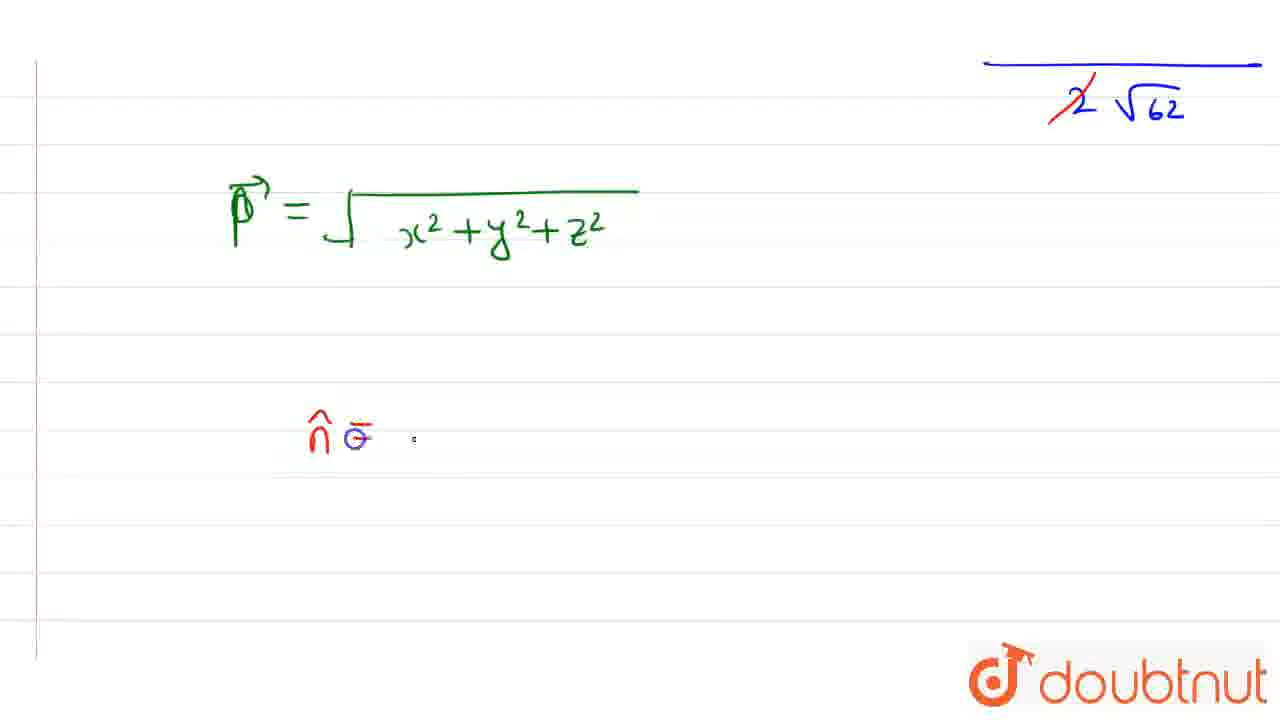 2 √62
p⃗ = √x² + y² + z²
n̂ =
doubtnut